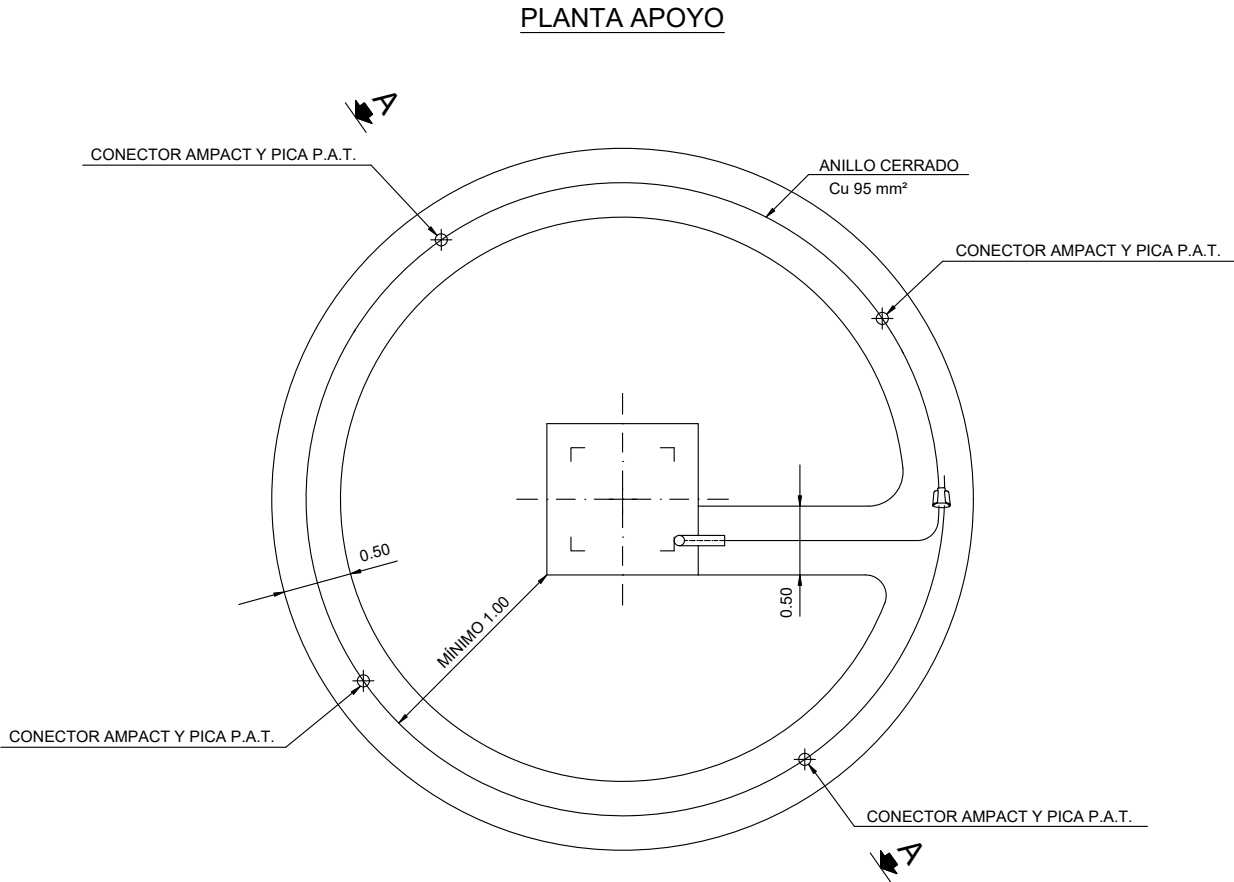 PLANTA APOYO
A
CONECTOR AMPACT Y PICA P.A.T.
ANILLO CERRADO
Cu 95 mm²
CONECTOR AMPACT Y PICA P.A.T.
0.50
0.50
MÍNIMO 1.00
CONECTOR AMPACT Y PICA P.A.T.
CONECTOR AMPACT Y PICA P.A.T.
A